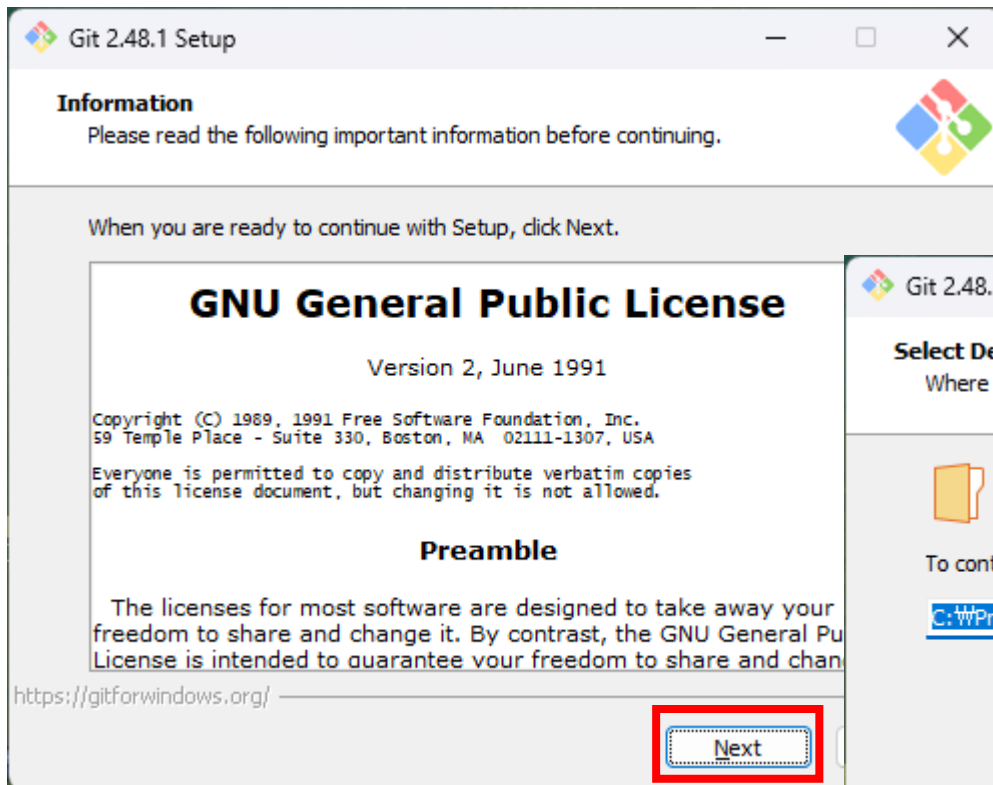 Git 2.48.1 Setup
Information
Please read the following important information before continuing.
When you are ready to continue with Setup, click Next.
GNU General Public License
Version 2, June 1991
Copyright (C) 1989, 1991 Free Software Foundation, Inc.
59 Temple Place - Suite 330, Boston, MA  02111-1307, USA
Everyone is permitted to copy and distribute verbatim copies
of this license document, but changing it is not allowed.
Preamble
The licenses for most software are designed to take away your
freedom to share and change it. By contrast, the GNU General Pu
License is intended to guarantee your freedom to share and chan
https://gitforwindows.org/
Next
Git 2.48.
Select De
Where
To cont
C:₩Pr